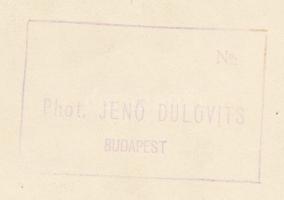 No.
Phot. JENŐ DULOVITS
BUDAPEST